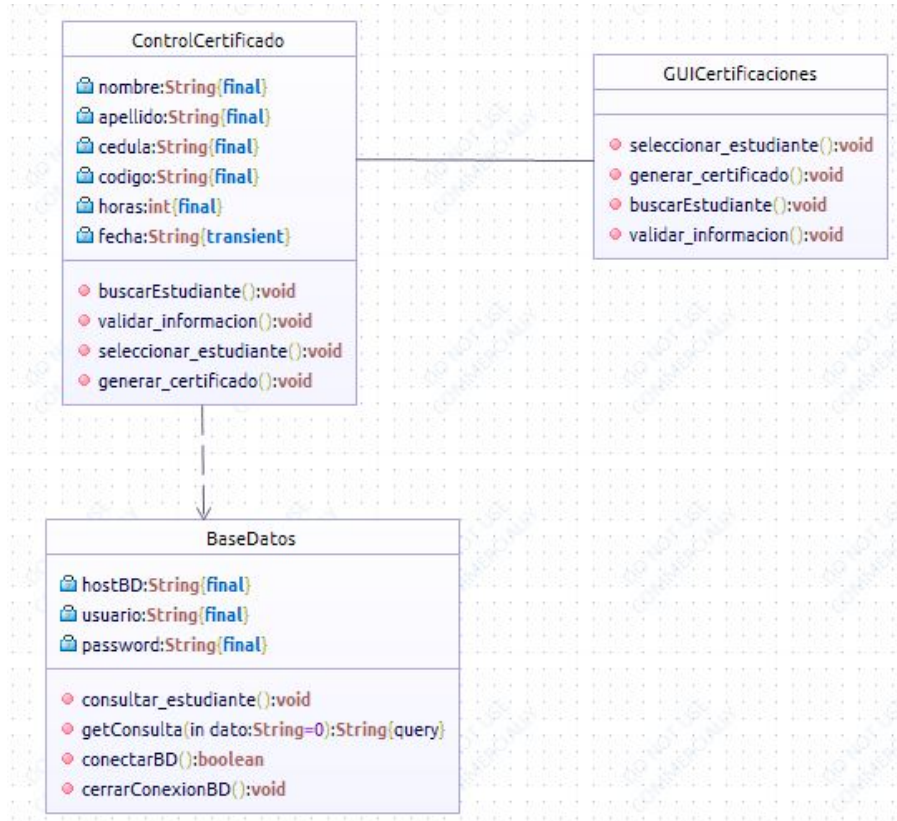 ControlCertificado
nombre:String{final}
apellido:String{final}
cedula:String{final}
codigo:String{final}
horas:int{final}
fecha:String{transient}
buscarEstudiante():void
validar_informacion():void
seleccionar_estudiante():void
generar_certificado():void
GUICertificaciones
seleccionar_estudiante():void
generar_certificado():void
buscarEstudiante():void
validar_informacion():void
BaseDatos
hostBD:String{final}
usuario:String{final}
password:String{final}
consultar_estudiante():void
getConsulta(in dato:String=0):String{query}
conectarBD():boolean
cerrarConexionBD():void